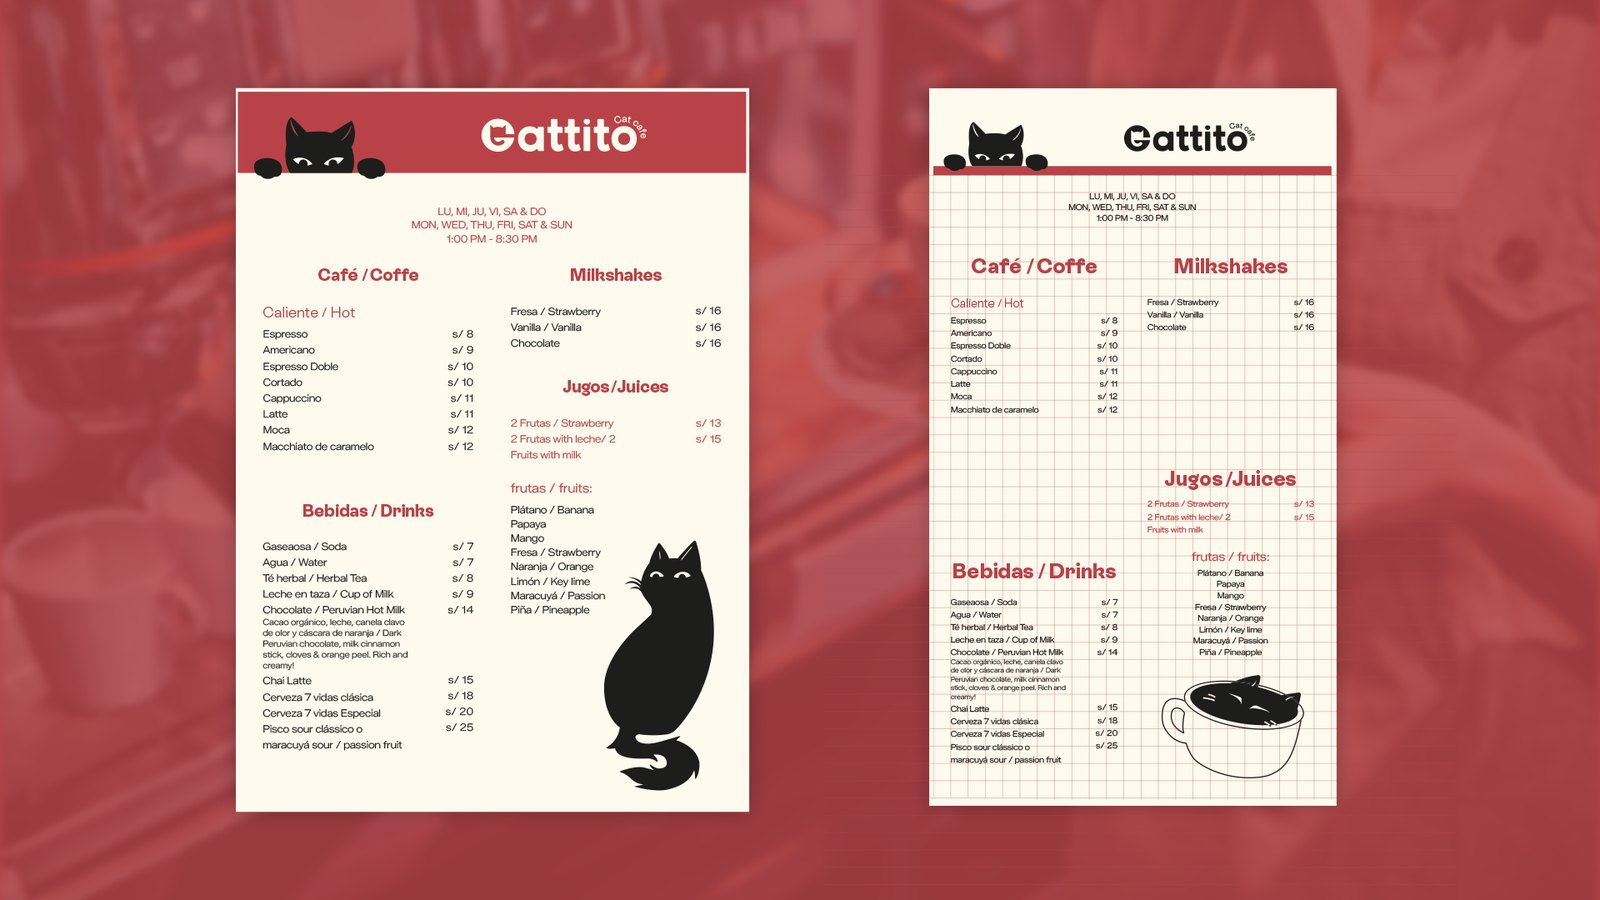 Gattito
Cat cafe
LU, MI, JU, VI, SA & DO
MON, WED, THU, FRI, SAT & SUN
1:00 PM - 8:30 PM
Café / Coffe
Caliente / Hot
Espresso s/ 8
Americano s/ 9
Espresso Doble s/ 10
Cortado s/ 10
Cappuccino s/ 11
Latte s/ 11
Moca s/ 12
Macchiato de caramelo s/ 12
Bebidas / Drinks
Gaseaosa / Soda s/ 7
Agua / Water s/ 7
Té herbal / Herbal Tea s/ 8
Leche en taza / Cup of Milk s/ 9
Chocolate / Peruvian Hot Milk s/ 14
Cacao orgánico, leche, canela clavo
de olor y cáscara de naranja / Dark
Peruvian chocolate, milk cinnamon
stick, cloves & orange peel. Rich and
creamy!
Chai Latte s/ 15
Cerveza 7 vidas clásica s/ 18
Cerveza 7 vidas Especial s/ 20
Pisco sour clássico o s/ 25
maracuyá sour / passion fruit
Milkshakes
Fresa / Strawberry s/ 16
Vanilla / Vanilla s/ 16
Chocolate s/ 16
Jugos/Juices
2 Frutas / Strawberry s/ 13
2 Frutas with leche/ 2 s/ 15
Fruits with milk
frutas / fruits:
Plátano / Banana
Papaya
Mango
Fresa / Strawberry
Naranja / Orange
Limón / Key lime
Maracuyá / Passion
Piña / Pineapple
Gattito
Cat cafe
LU, MI, JU, VI, SA & DO
MON, WED, THU, FRI, SAT & SUN
1:00 PM - 8:30 PM
Café / Coffe
Caliente / Hot
Espresso s/ 8
Americano s/ 9
Espresso Doble s/ 10
Cortado s/ 10
Cappuccino s/ 11
Latte s/ 11
Moca s/ 12
Macchiato de caramelo s/ 12
Bebidas / Drinks
Gaseaosa / Soda s/ 7
Agua / Water s/ 7
Té herbal / Herbal Tea s/ 8
Leche en taza / Cup of Milk s/ 9
Chocolate / Peruvian Hot Milk s/ 14
Cacao orgánico, leche, canela clavo
de olor y cáscara de naranja / Dark
Peruvian chocolate, milk cinnamon
stick, cloves & orange peel. Rich and
creamy!
Chai Latte s/ 15
Cerveza 7 vidas clásica s/ 18
Cerveza 7 vidas Especial s/ 20
Pisco sour clássico o s/ 25
maracuyá sour / passion fruit
Milkshakes
Fresa / Strawberry s/ 16
Vanilla / Vanilla s/ 16
Chocolate s/ 16
Jugos/Juices
2 Frutas / Strawberry s/ 13
2 Frutas with leche/ 2 s/ 15
Fruits with milk
frutas / fruits:
Plátano / Banana
Papaya
Mango
Fresa / Strawberry
Naranja / Orange
Limón / Key lime
Maracuyá / Passion
Piña / Pineapple